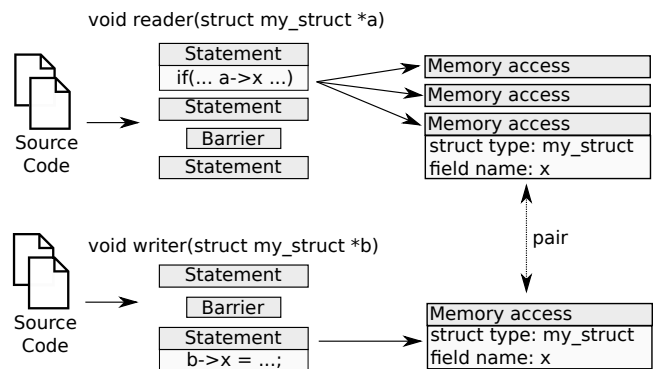 void reader(struct my_struct *a)
Statement
if(... a->x ...)
Statement
Barrier
Statement
Source
Code
Memory access
Memory access
Memory access
struct type: my_struct
field name: x
pair
void writer(struct my_struct *b)
Statement
Barrier
Statement
b->x = ...;
Source
Code
Memory access
struct type: my_struct
field name: x